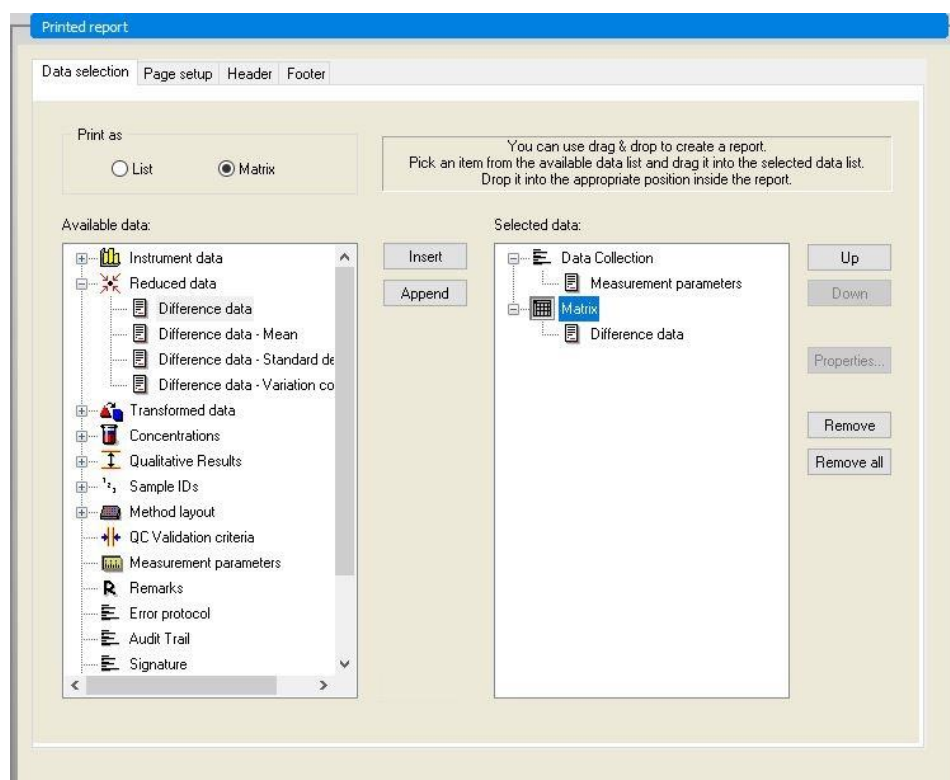 Printed report
Data selection Page setup Header Footer
Print as
List Matrix
You can use drag & drop to create a report.
Pick an item from the available data list and drag it into the selected data list.
Drop it into the appropriate position inside the report.
Available data:
Instrument data
Reduced data
Difference data
Difference data - Mean
Difference data - Standard de
Difference data - Variation co
Transformed data
Concentrations
Qualitative Results
Sample IDs
Method layout
QC Validation criteria
Measurement parameters
Remarks
Error protocol
Audit Trail
Signature
Insert
Append
Selected data:
Data Collection
Measurement parameters
Matrix
Difference data
Up
Down
Properties...
Remove
Remove all